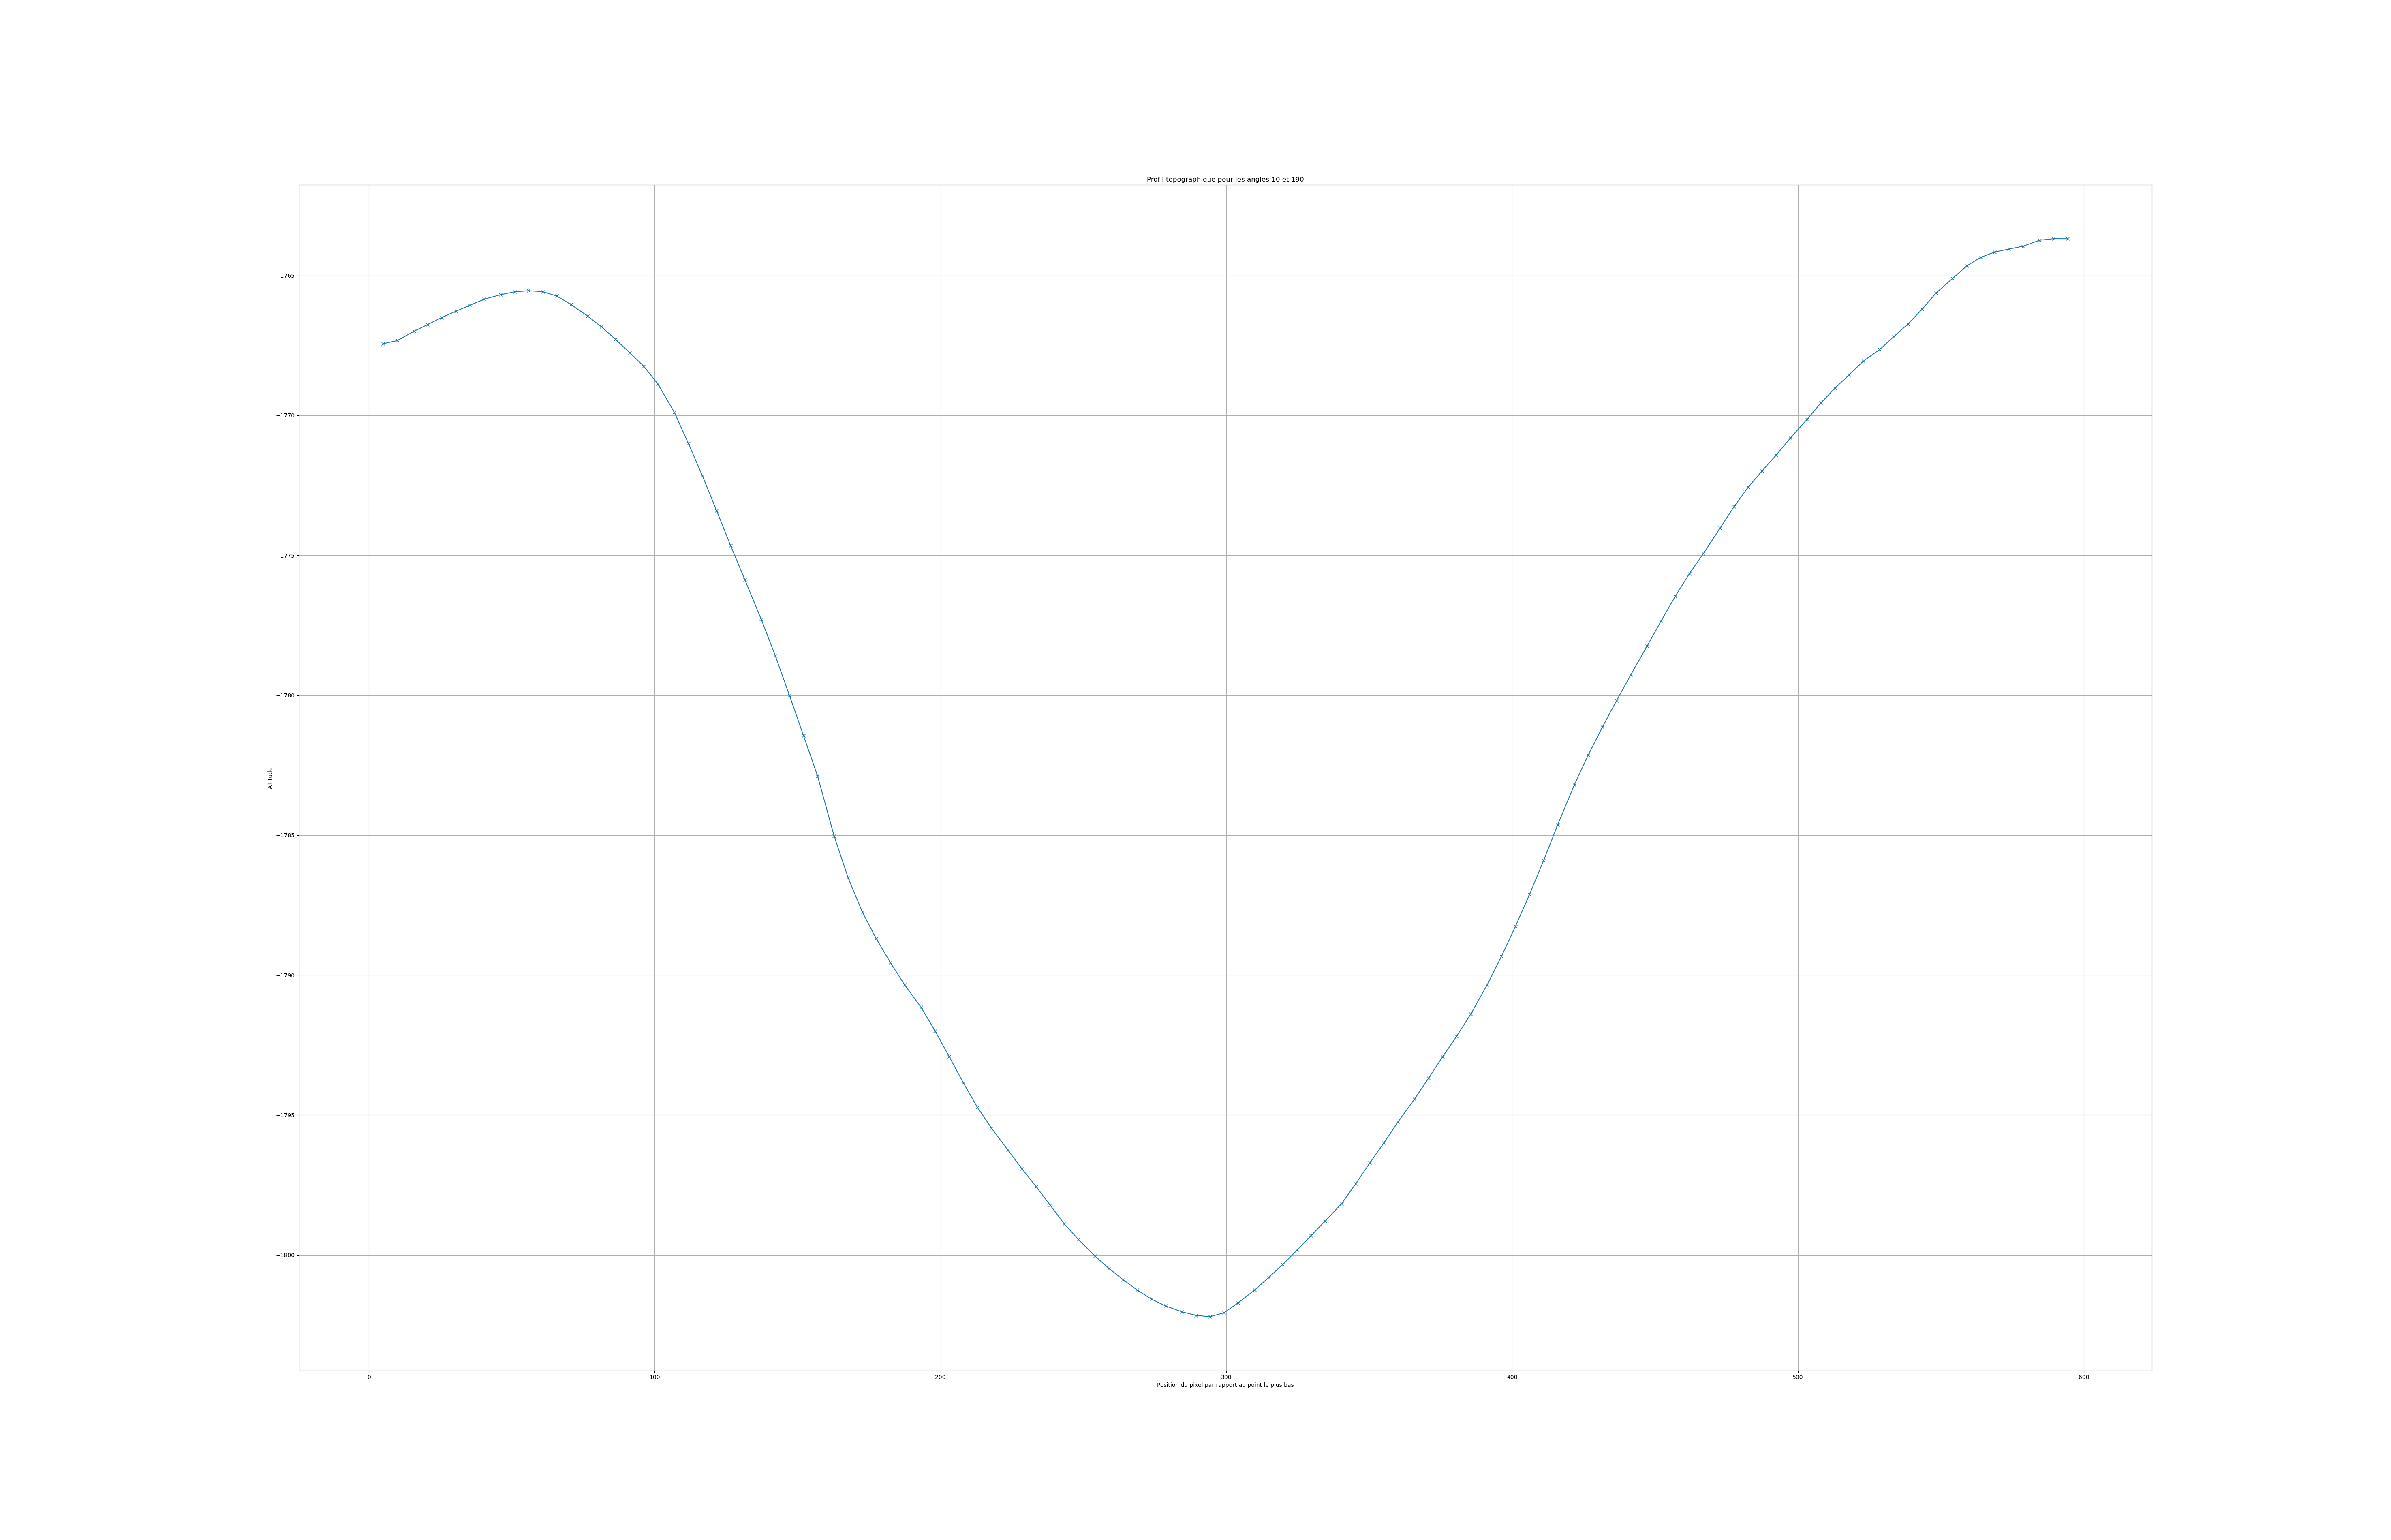 Profil topographique pour les angles 10 et 190
−1765
−1770
−1775
−1780
−1785
−1790
−1795
−1800
Altitude
0 100 200 300 400 500 600
Position du pixel par rapport au point le plus bas